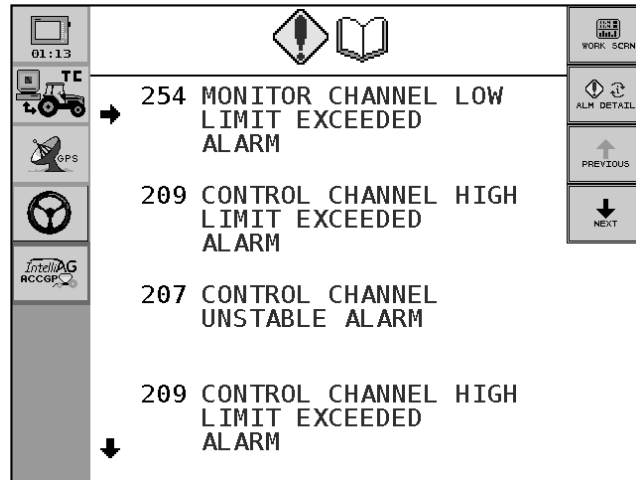 01:13
TC
GPS
IntelliAG
ACCGP
254 MONITOR CHANNEL LOW
LIMIT EXCEEDED
ALARM
209 CONTROL CHANNEL HIGH
LIMIT EXCEEDED
ALARM
207 CONTROL CHANNEL
UNSTABLE ALARM
209 CONTROL CHANNEL HIGH
LIMIT EXCEEDED
ALARM
WORK SCRN
ALM DETAIL
PREVIOUS
NEXT